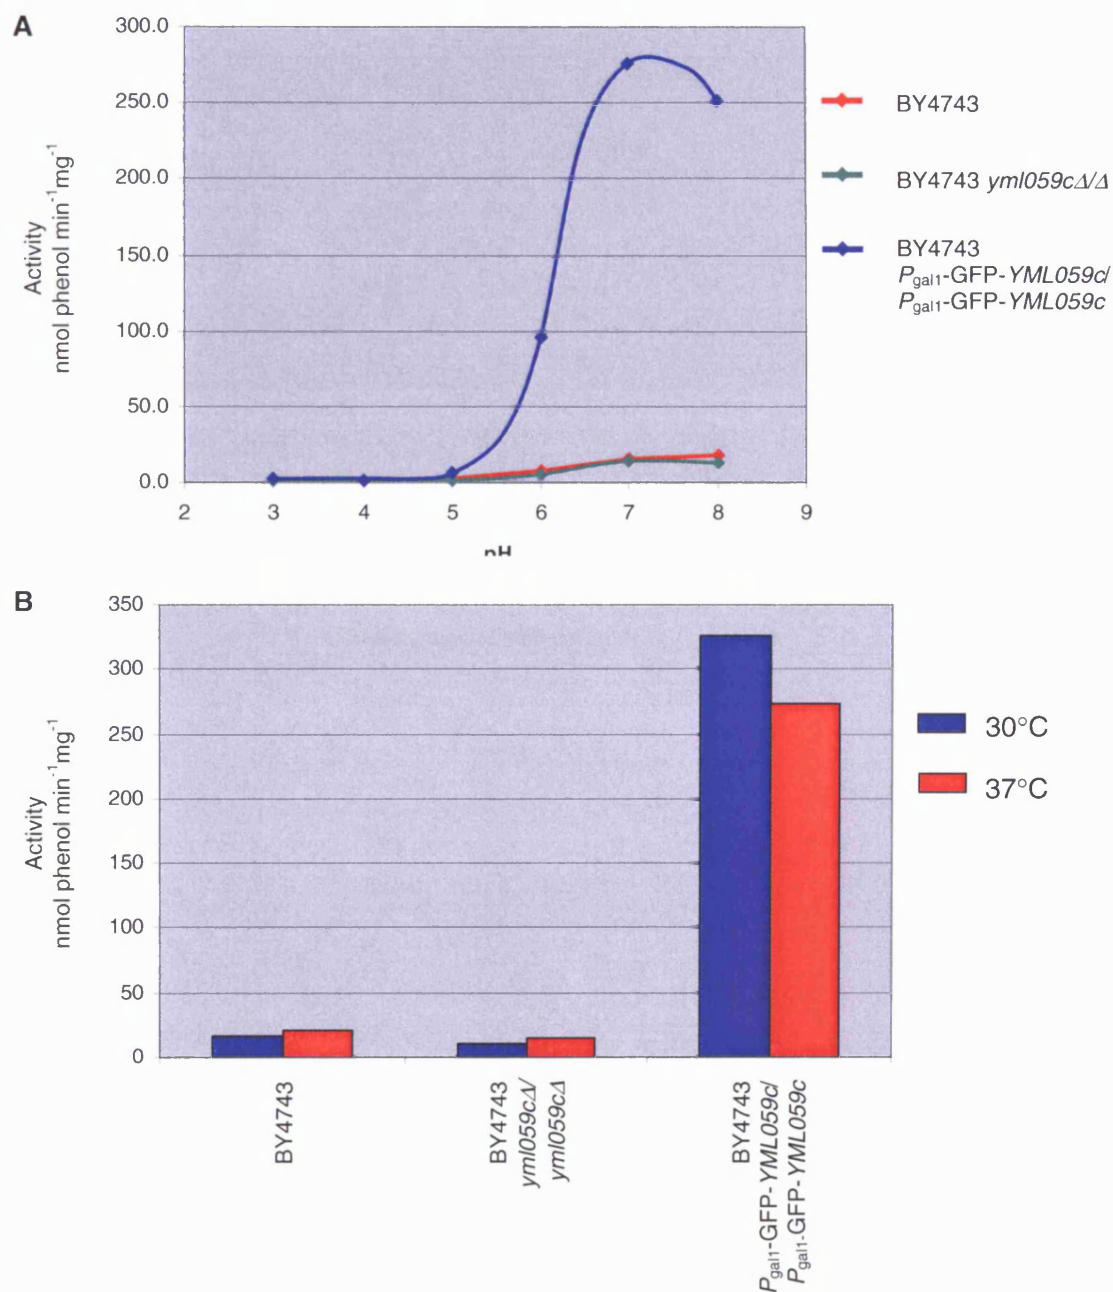 A
300.0
250.0
200.0
150.0
100.0
50.0
0.0
Activity
nmol phenol min⁻¹mg⁻¹
2 3 4 5 6 7 8 9
pH
BY4743
BY4743 yml059cΔ/Δ
BY4743
Pgal1-GFP-YML059c/
Pgal1-GFP-YML059c
B
350
300
250
200
150
100
50
0
Activity
nmol phenol min⁻¹mg⁻¹
30°C
37°C
BY4743
BY4743
yml059cΔ/
yml059cΔ
BY4743
Pgal1-GFP-YML059c/
Pgal1-GFP-YML059c